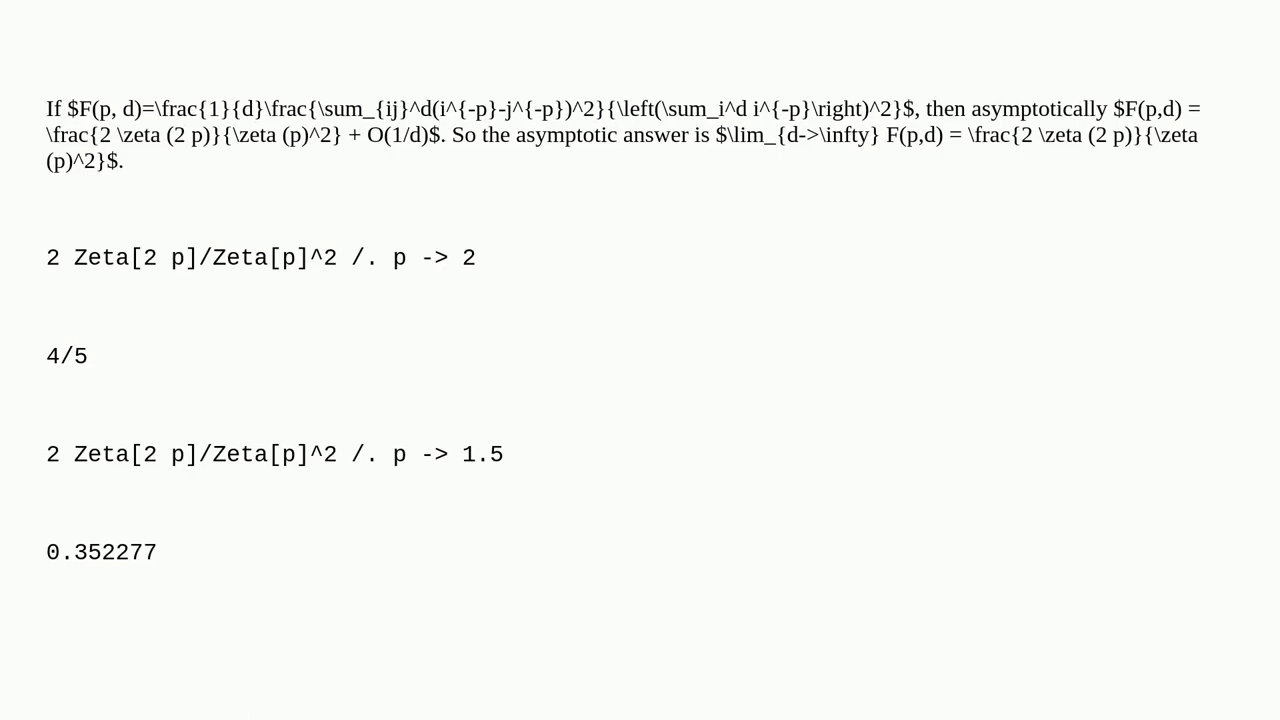 If $F(p, d)=\frac{1}{d}\frac{\sum_{ij}^d(i^{-p}-j^{-p})^2}{\left(\sum_i^d i^{-p}\right)^2}$, then asymptotically $F(p,d) =
\frac{2 \zeta (2 p)}{\zeta (p)^2} + O(1/d)$. So the asymptotic answer is $\lim_{d->\infty} F(p,d) = \frac{2 \zeta (2 p)}{\zeta
(p)^2}$.
2 Zeta[2 p]/Zeta[p]^2 /. p -> 2
4/5
2 Zeta[2 p]/Zeta[p]^2 /. p -> 1.5
0.352277